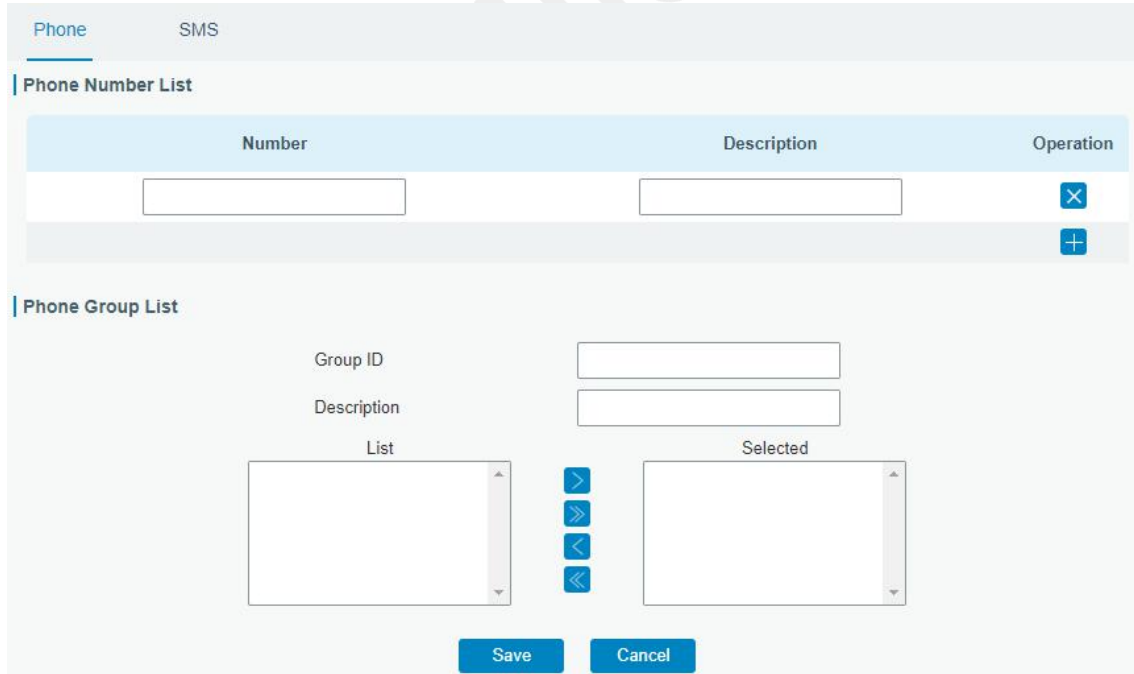 Phone SMS
Phone Number List
Number Description Operation
Phone Group List
Group ID
Description
List Selected
Save Cancel